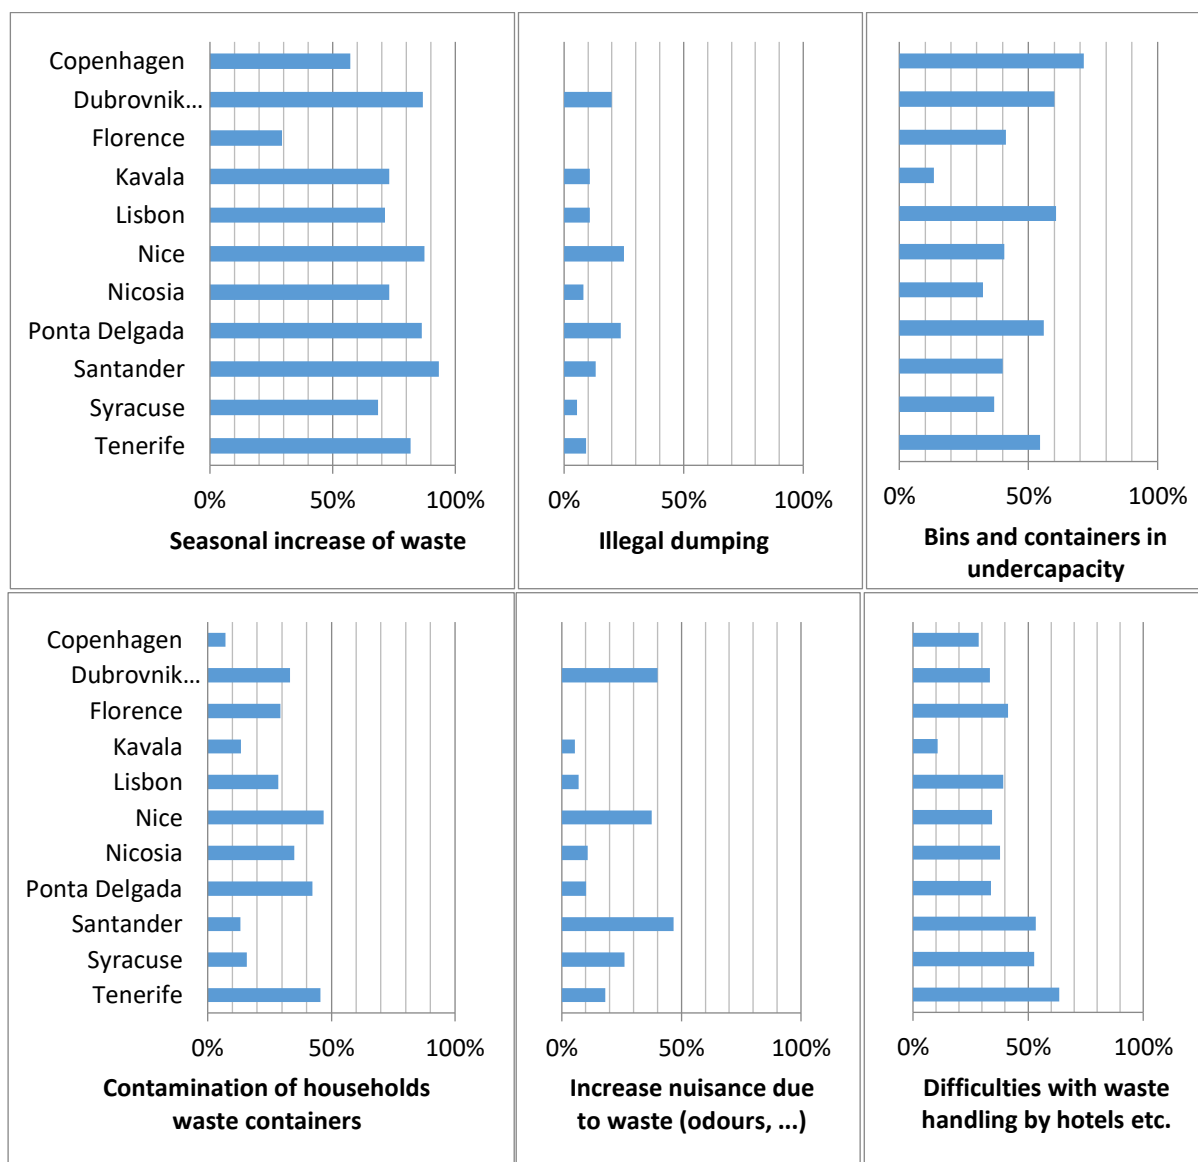 Copenhagen
Dubrovnik...
Florence
Kavala
Lisbon
Nice
Nicosia
Ponta Delgada
Santander
Syracuse
Tenerife
0% 50% 100%
Seasonal increase of waste
0% 50% 100%
Illegal dumping
0% 50% 100%
Bins and containers in
undercapacity
Copenhagen
Dubrovnik...
Florence
Kavala
Lisbon
Nice
Nicosia
Ponta Delgada
Santander
Syracuse
Tenerife
0% 50% 100%
Contamination of households
waste containers
0% 50% 100%
Increase nuisance due
to waste (odours, ...)
0% 50% 100%
Difficulties with waste
handling by hotels etc.